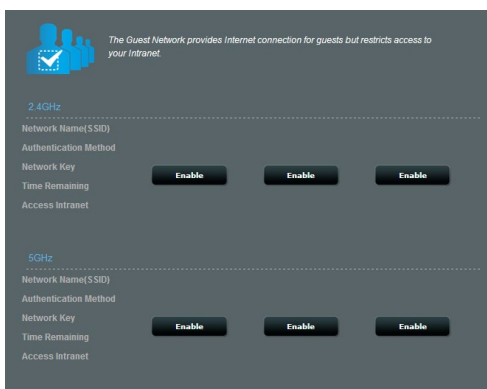 The Guest Network provides Internet connection for guests but restricts access to
your Intranet.
2.4GHz
Network Name(SSID)
Authentication Method
Network Key
Time Remaining
Access Intranet
Enable Enable Enable
5GHz
Network Name(SSID)
Authentication Method
Network Key
Time Remaining
Access Intranet
Enable Enable Enable